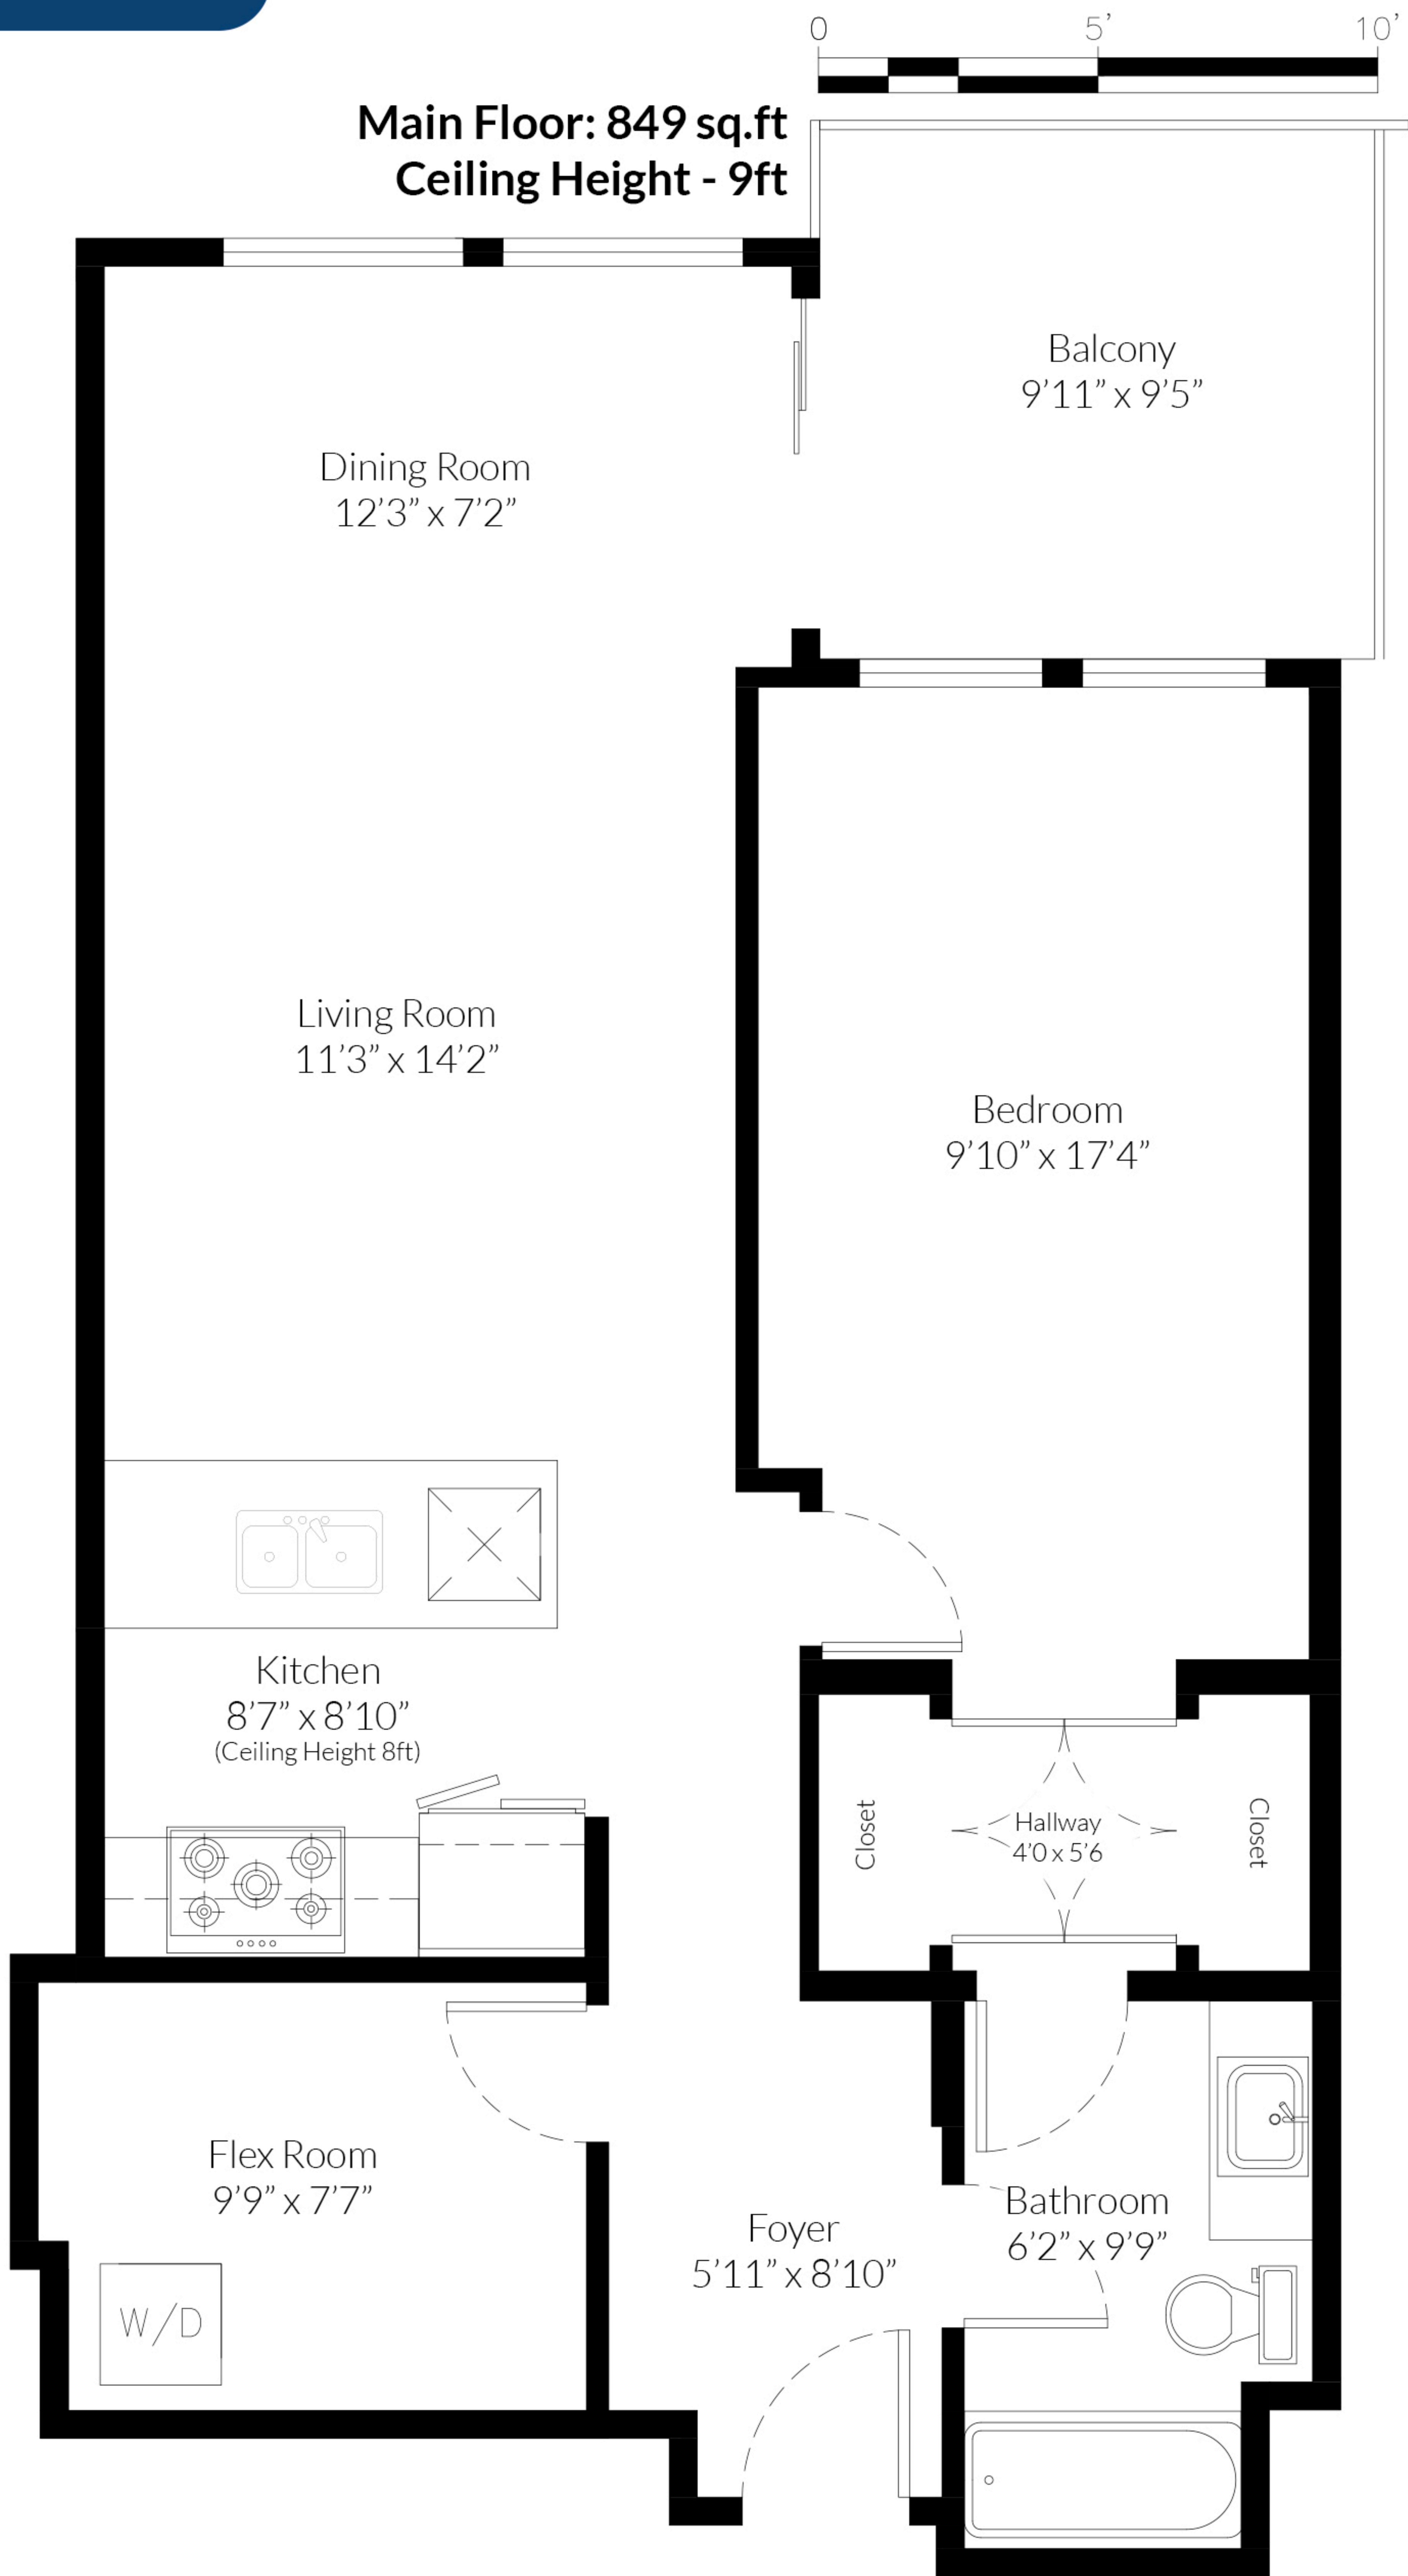 0 5’ 10’
Main Floor: 849 sq.ft
Ceiling Height - 9ft
Balcony
9’11” x 9’5”
Dining Room
12’3” x 7’2”
Living Room
11’3” x 14’2”
Bedroom
9’10” x 17’4”
Kitchen
8’7” x 8’10”
(Ceiling Height 8ft)
Closet
Hallway
4’0 x 5’6
Closet
Flex Room
9’9” x 7’7”
W/D
Foyer
5’11” x 8’10”
Bathroom
6’2” x 9’9”